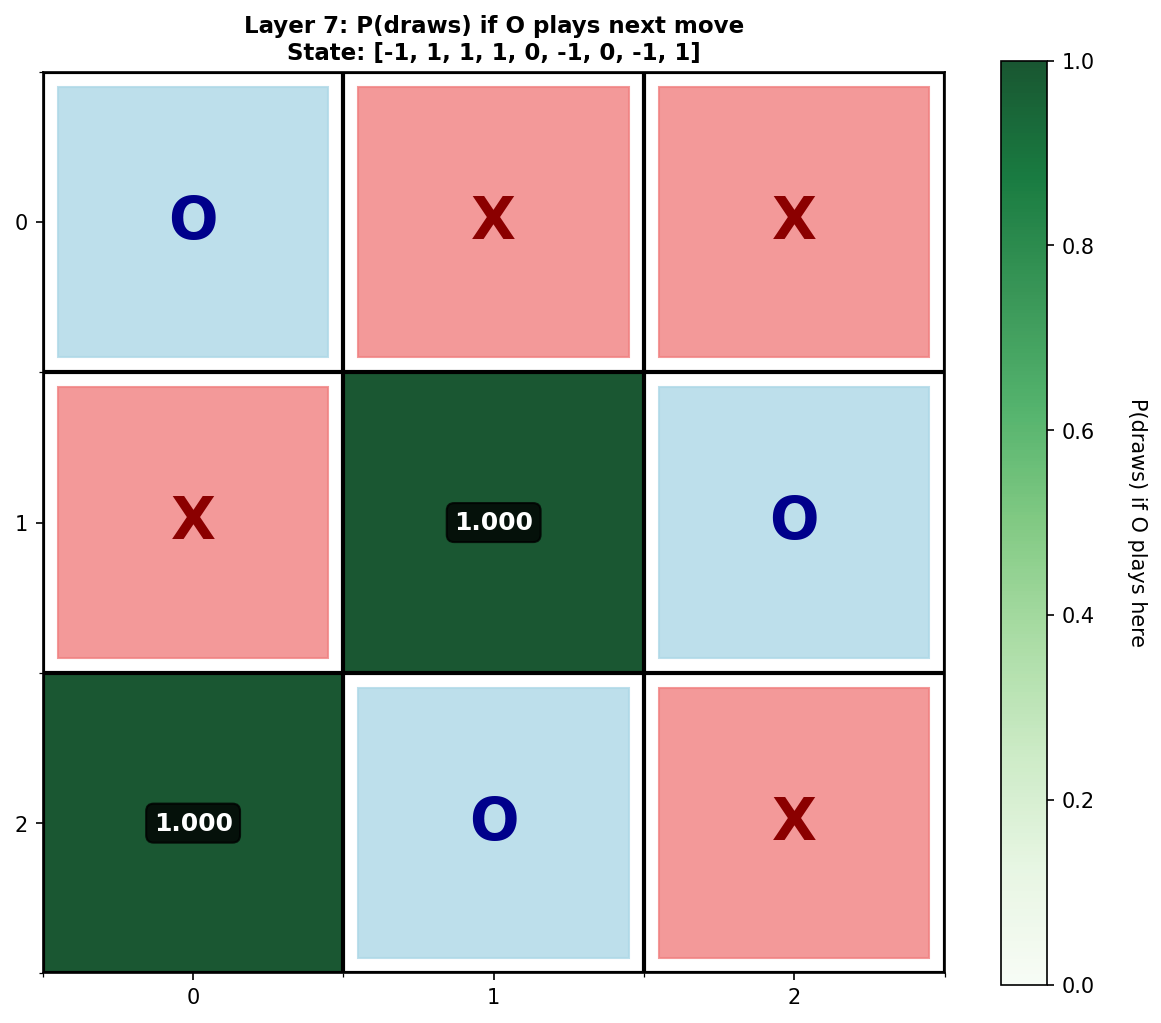 Layer 7: P(draws) if O plays next move
State: [-1, 1, 1, 1, 0, -1, 0, -1, 1]
0
O
X
X
1
X
1.000
O
2
1.000
O
X
0
1
2
1.0
0.8
0.6
0.4
0.2
0.0
P(draws) if O plays here